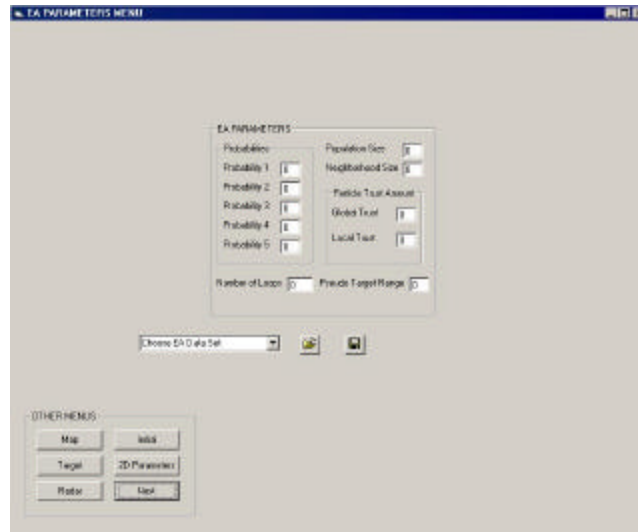 EA PARAMETERS MENU
EA PARAMETERS
Probabilities
Probability 1
Probability 2
Probability 3
Probability 4
Probability 5
Population Size
Neighborhood Size
Particle Trust Amount
Global Trust
Local Trust
Number of Loops 0
Pseudo Target Range 0
Choose EA Data Set
OTHER MENUS
Map
Initial
Target
2D Parameters
Radar
Next